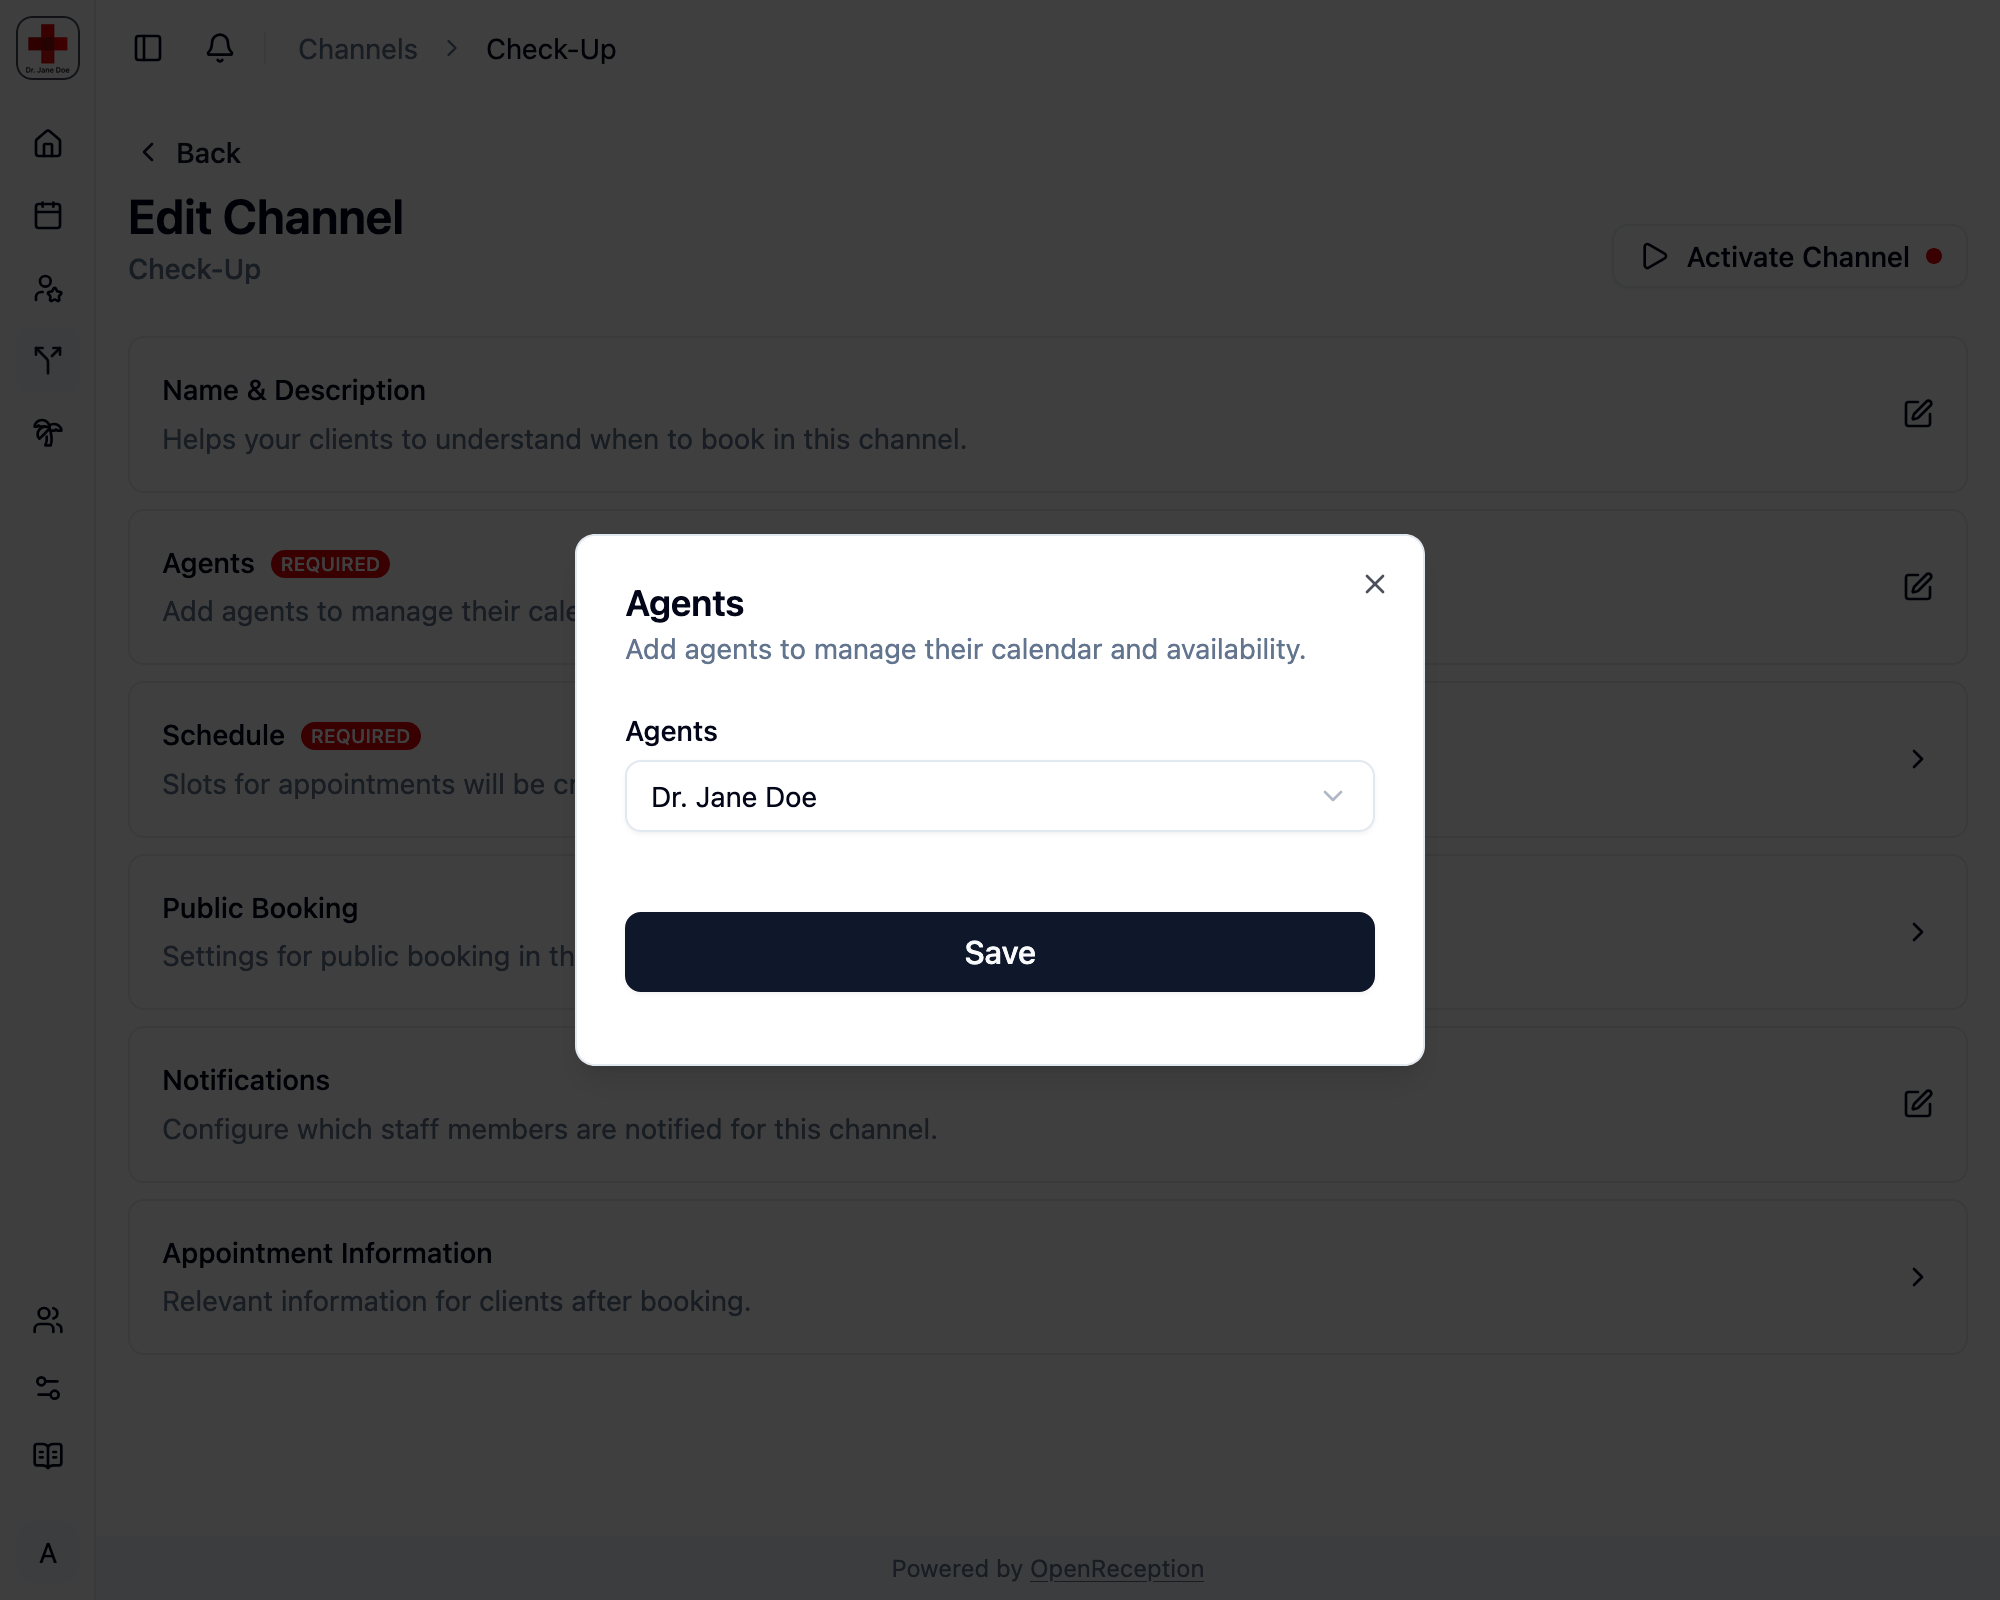 Dr. Jane Doe
Channels
Check-Up
Back
Edit Channel
Check-Up
Activate Channel
Name & Description
Helps your clients to understand when to book in this channel.
Agents REQUIRED
Add agents to manage their cale
Schedule REQUIRED
Slots for appointments will be cr
Public Booking
Settings for public booking in th
Agents
Add agents to manage their calendar and availability.
Agents
Dr. Jane Doe
Save
Notifications
Configure which staff members are notified for this channel.
Appointment Information
Relevant information for clients after booking.
A
Powered by OpenReception